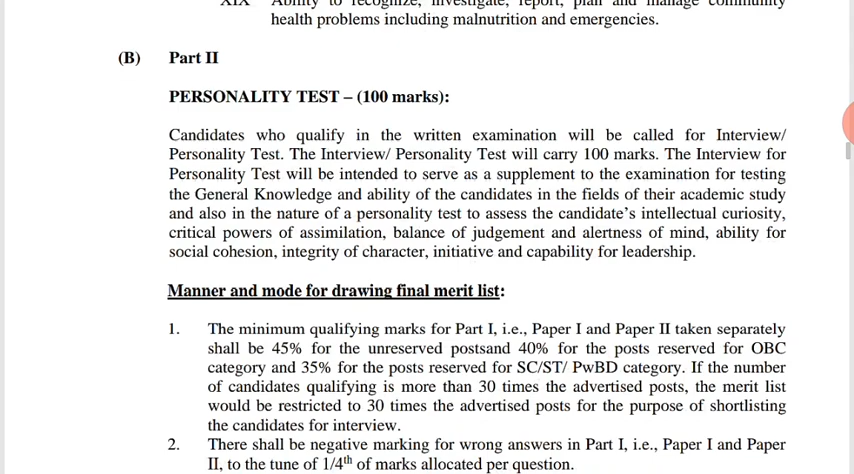 XIX Ability to recognize, investigate, report, plan and manage community
health problems including malnutrition and emergencies.
(B) Part II
PERSONALITY TEST – (100 marks):
Candidates who qualify in the written examination will be called for Interview/
Personality Test. The Interview/ Personality Test will carry 100 marks. The Interview for
Personality Test will be intended to serve as a supplement to the examination for testing
the General Knowledge and ability of the candidates in the fields of their academic study
and also in the nature of a personality test to assess the candidate's intellectual curiosity,
critical powers of assimilation, balance of judgement and alertness of mind, ability for
social cohesion, integrity of character, initiative and capability for leadership.
Manner and mode for drawing final merit list:
1. The minimum qualifying marks for Part I, i.e., Paper I and Paper II taken separately
shall be 45% for the unreserved postsand 40% for the posts reserved for OBC
category and 35% for the posts reserved for SC/ST/ PwBD category. If the number
of candidates qualifying is more than 30 times the advertised posts, the merit list
would be restricted to 30 times the advertised posts for the purpose of shortlisting
the candidates for interview.
2. There shall be negative marking for wrong answers in Part I, i.e., Paper I and Paper
II, to the tune of 1/4th of marks allocated per question.